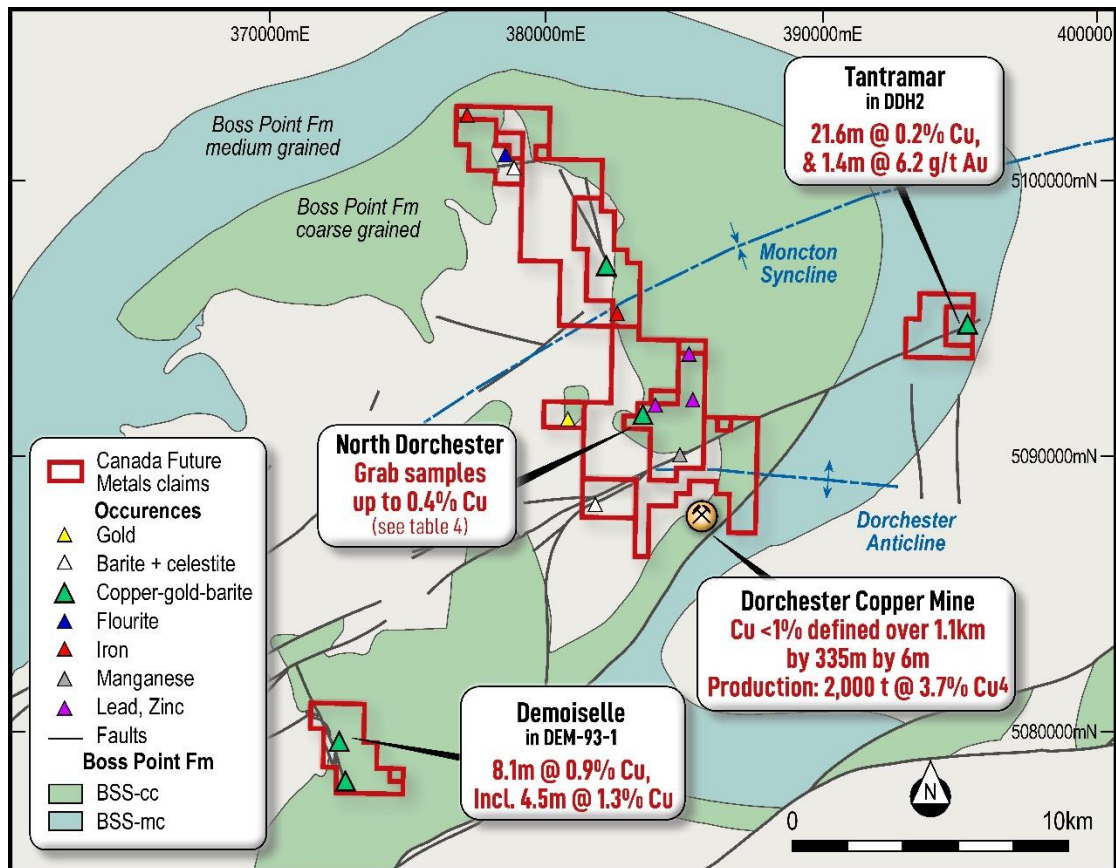 370000mE
380000mE
390000mE
400000
Tantramar
in DDH2
21.6m @ 0.2% Cu,
& 1.4m @ 6.2 g/t Au
Boss Point Fm
medium grained
5100000mN
Boss Point Fm
coarse grained
Moncton
Syncline
North Dorchester
Grab samples
up to 0.4% Cu
(see table 4)
5090000mN
Dorchester
Anticline
Canada Future
Metals claims
Occurences
Gold
Barite + celestite
Copper-gold-barite
Flourite
Iron
Manganese
Lead, Zinc
Faults
Boss Point Fm
BSS-cc
BSS-mc
Dorchester Copper Mine
Cu <1% defined over 1.1km
by 335m by 6m
Production: 2,000 t @ 3.7% Cu⁴
Demoiselle
in DEM-93-1
8.1m @ 0.9% Cu,
Incl. 4.5m @ 1.3% Cu
5080000mN
N
0
10km